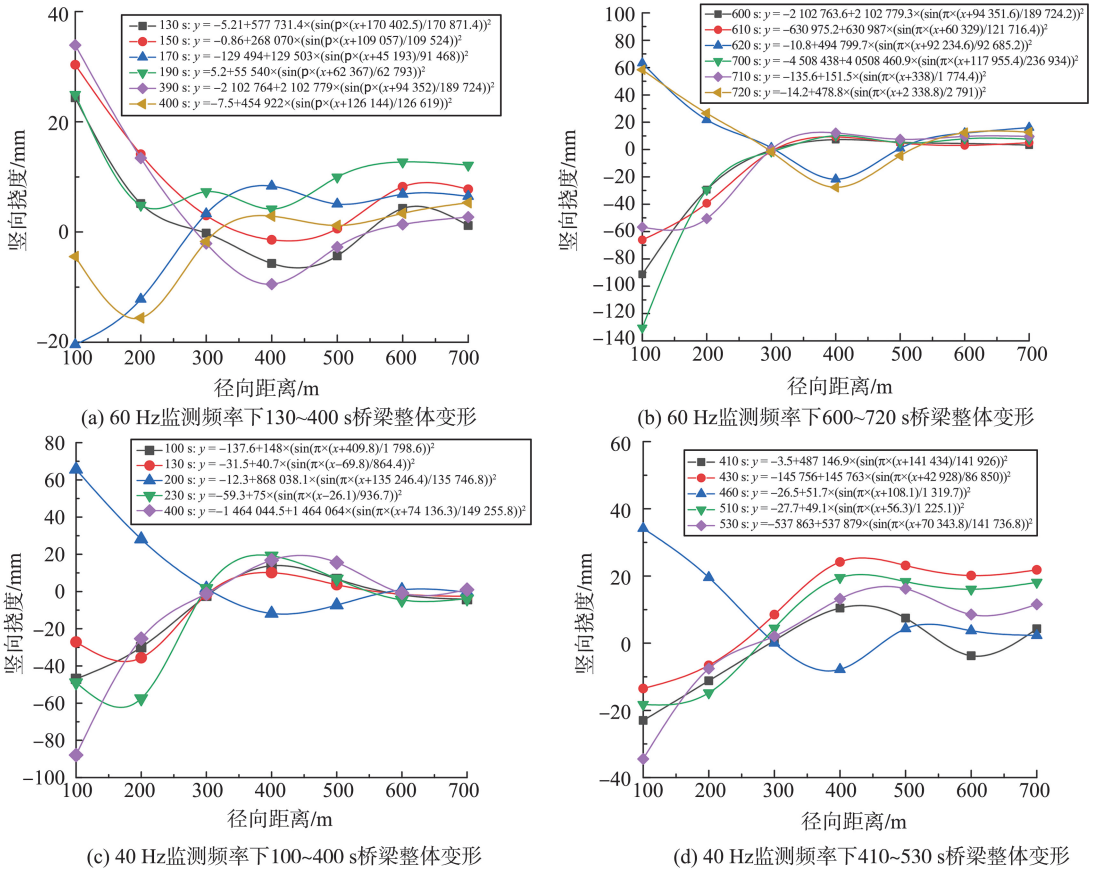 40
20
0
−20
竖向挠度/mm
130 s: y = −5.21+577 731.4×(sin(p×(x+170 402.5)/170 871.4))²
150 s: y = −0.86+268 070×(sin(p×(x+109 057)/109 524))²
170 s: y = −129 494+129 503×(sin(p×(x+45 193)/91 468))²
190 s: y =5.2+55 540×(sin(p×(x+62 367)/62 793))²
390 s: y = −2 102 764+2 102 779×(sin(p×(x+94 352)/189 724))²
400 s: y =−7.5+454 922×(sin(p×(x+126 144)/126 619))²
100 200 300 400 500 600 700
径向距离/m
(a) 60 Hz监测频率下130~400 s桥梁整体变形
100
80
60
40
20
0
−20
−40
−60
−80
−100
−120
−140
竖向挠度/mm
600 s: y =−2 102 763.6+2 102 779.3×(sin(π×(x+94 351.6)/189 724.2))²
610 s: y =−630 975.2+630 987×(sin(π×(x+60 329)/121 716.4))²
620 s: y =−10.8+494 799.7×(sin(π×(x+92 234.6)/92 685.2))²
700 s: y =−4 508 438+4 0508 460.9×(sin(π×(x+117 955.4)/236 934))²
710 s: y =−135.6+151.5×(sin(π×(x+338)/1 774.4))²
720 s: y =−14.2+478.8×(sin(π×(x+2 338.8)/2 791))²
100 200 300 400 500 600 700
径向距离/m
(b) 60 Hz监测频率下600~720 s桥梁整体变形
80
60
40
20
0
−20
−40
−60
−80
−100
竖向挠度/mm
100 s: y =−137.6+148×(sin(π×(x+409.8)/1 798.6))²
130 s: y =−31.5+40.7×(sin(π×(x−69.8)/864.4))²
200 s: y =−12.3+868 038.1×(sin(π×(x+135 246.4)/135 746.8))²
230 s: y =−59.3+75×(sin(π×(x−26.1)/936.7))²
400 s: y =−1 464 044.5+1 464 064×(sin(π×(x+74 136.3)/149 255.8))²
100 200 300 400 500 600 700
径向距离/m
(c) 40 Hz监测频率下100~400 s桥梁整体变形
60
40
20
0
−20
−40
竖向挠度/mm
410 s: y =−3.5+487 146.9×(sin(π×(x+141 434)/141 926))²
430 s: y =−145 756+145 763×(sin(π×(x+42 928)/86 850))²
460 s: y =−26.5+51.7×(sin(π×(x+108.1)/1 319.7))²
510 s: y =−27.7+49.1×(sin(π×(x+56.3)/1 225.1))²
530 s: y =−537 863+537 879×(sin(π×(x+70 343.8)/141 736.8))²
100 200 300 400 500 600 700
径向距离/m
(d) 40 Hz监测频率下410~530 s桥梁整体变形